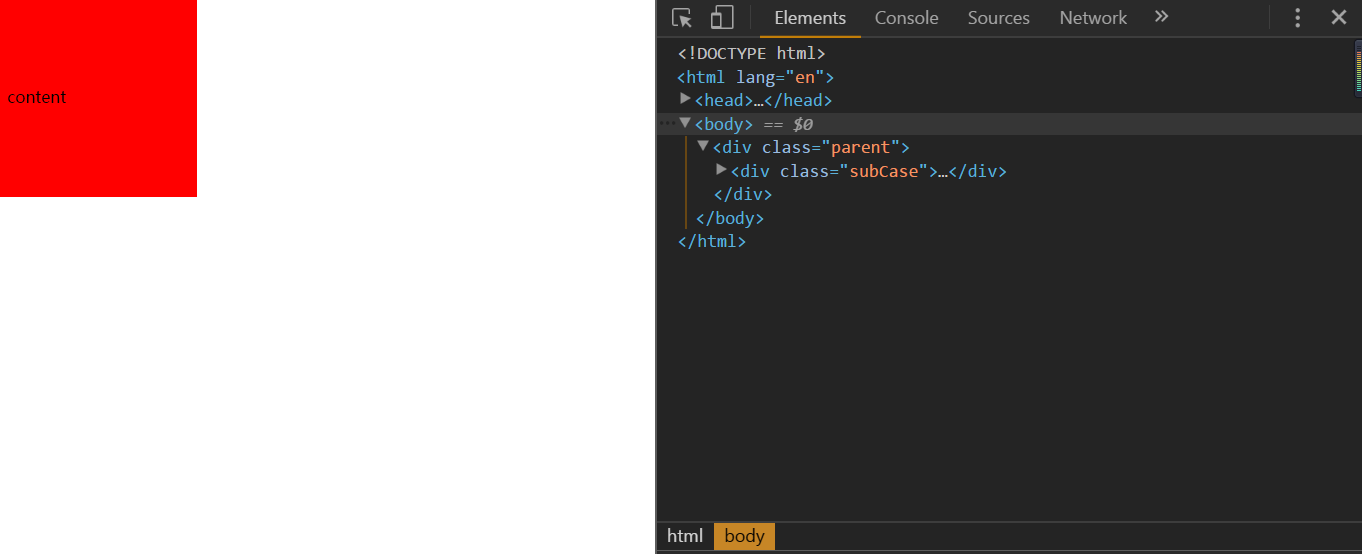 content
Elements Console Sources Network »
<!DOCTYPE html>
<html lang="en">
<head>…</head>
<body> == $0
<div class="parent">
<div class="subCase">…</div>
</div>
</body>
</html>
html body